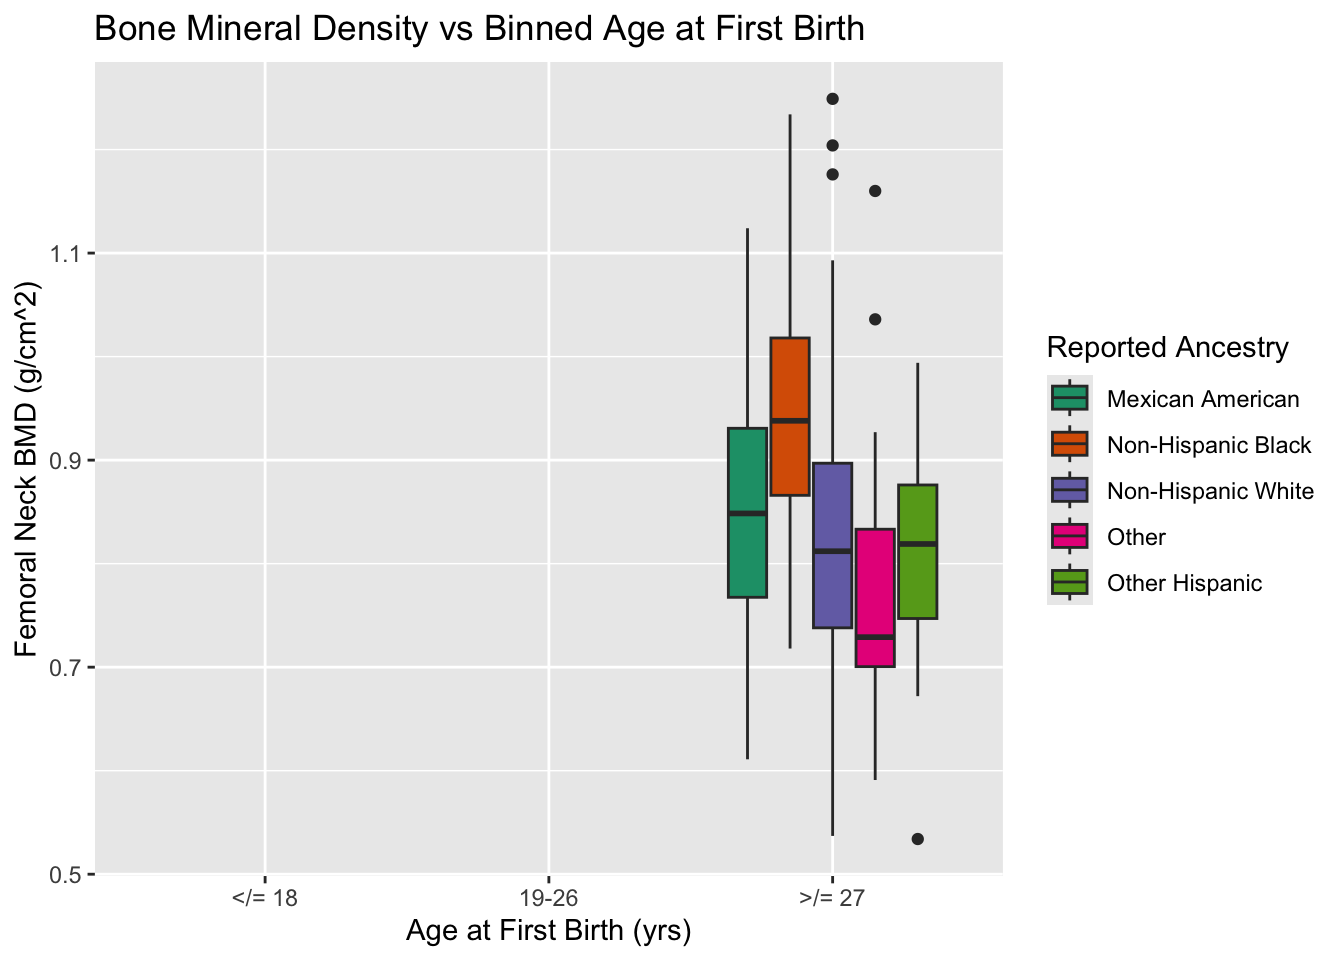 Bone Mineral Density vs Binned Age at First Birth
Femoral Neck BMD (g/cm^2)
1.1
0.9
0.7
0.5
</= 18
19-26
>/= 27
Age at First Birth (yrs)
Reported Ancestry
Mexican American
Non-Hispanic Black
Non-Hispanic White
Other
Other Hispanic